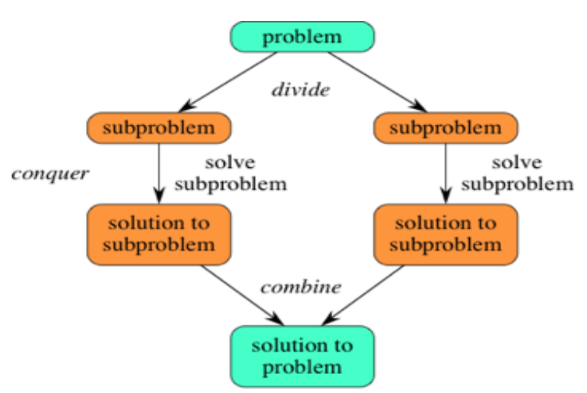 problem
divide
subproblem
subproblem
conquer
solve
subproblem
solve
subproblem
solution to
subproblem
solution to
subproblem
combine
solution to
problem